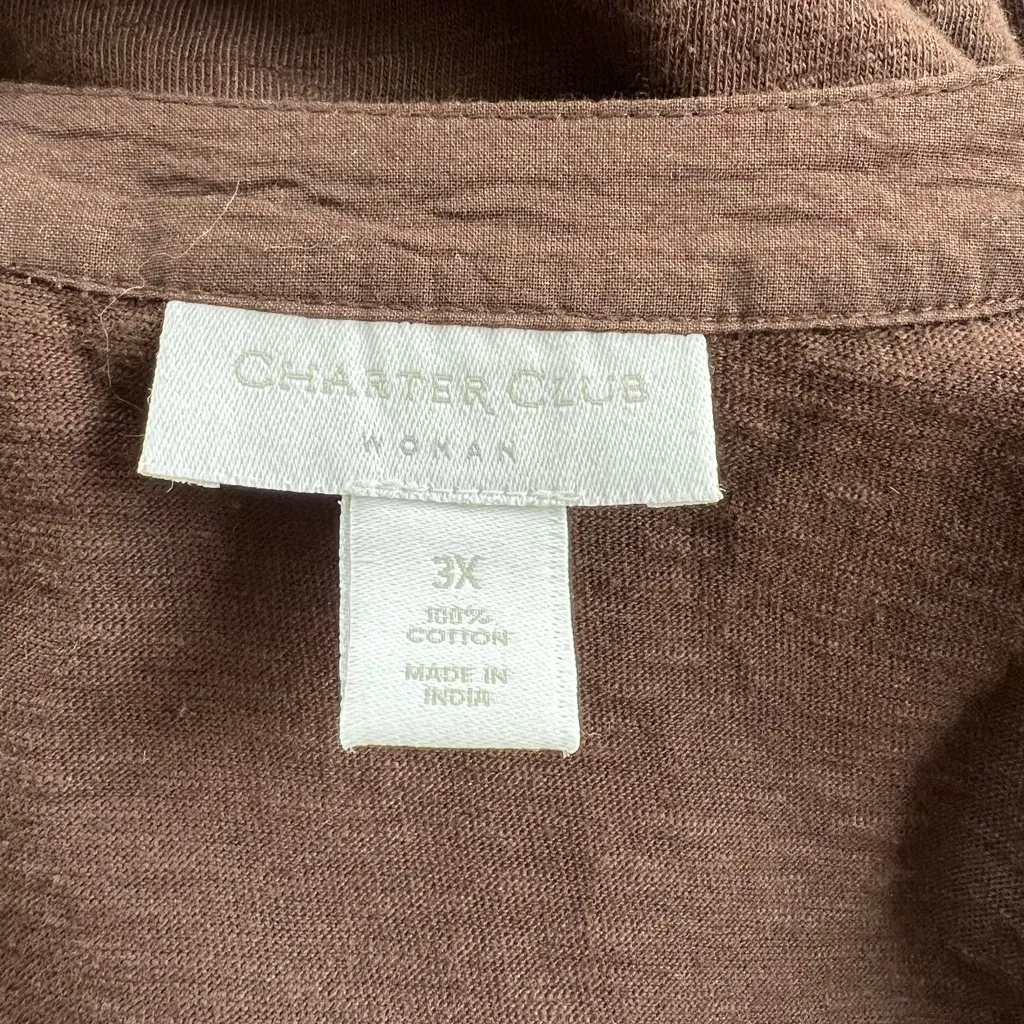 CHARTER CLUB
WOMAN
3X
100%
COTTON
MADE IN
INDIA